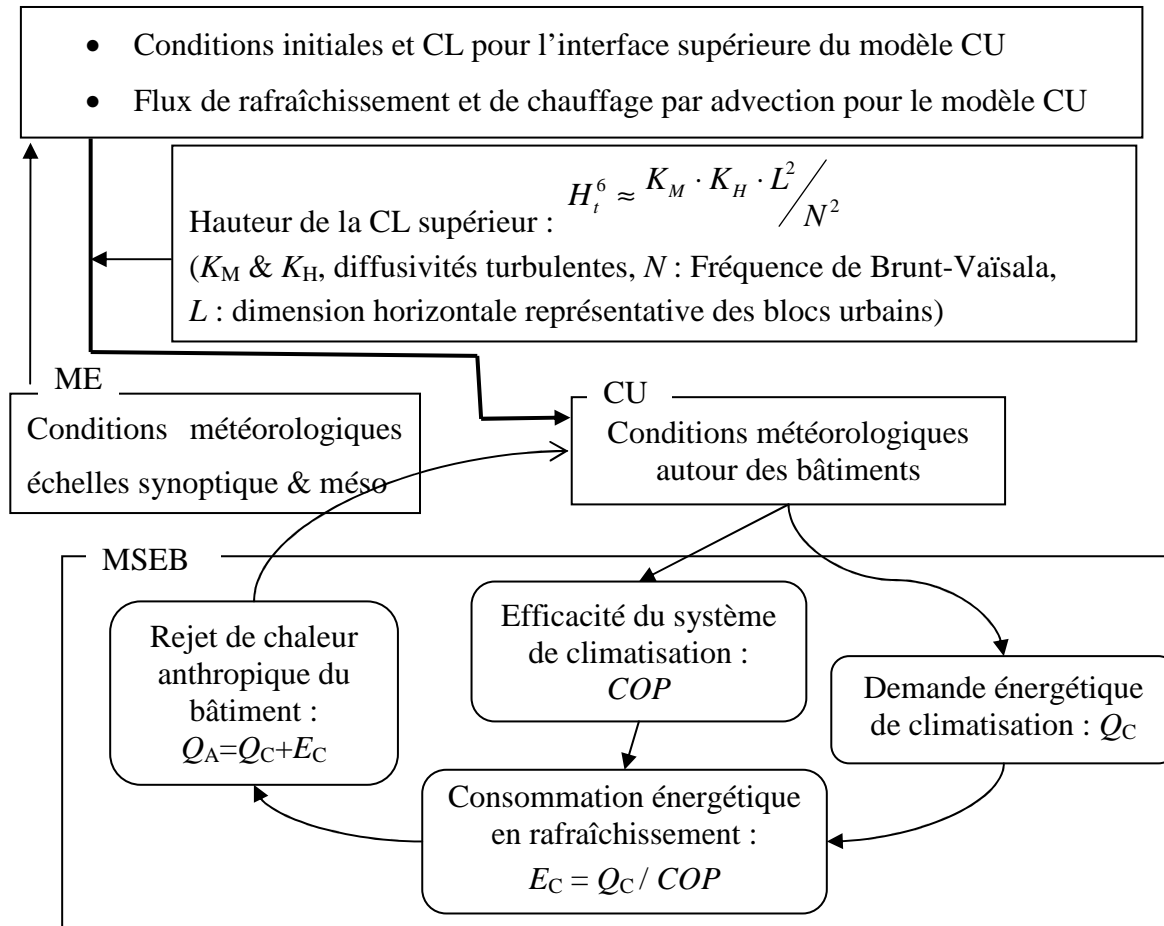 • Conditions initiales et CL pour l'interface supérieure du modèle CU
• Flux de rafraîchissement et de chauffage par advection pour le modèle CU
Hauteur de la CL supérieur : H_t^6 ≈ K_M · K_H · L^2 / N^2
(K_M & K_H, diffusivités turbulentes, N : Fréquence de Brunt-Vaïsala,
L : dimension horizontale représentative des blocs urbains)
ME
Conditions météorologiques
échelles synoptique & méso
CU
Conditions météorologiques
autour des bâtiments
MSEB
Rejet de chaleur
anthropique du
bâtiment :
Q_A=Q_C+E_C
Efficacité du système
de climatisation :
COP
Demande énergétique
de climatisation : Q_C
Consommation énergétique
en rafraîchissement :
E_C = Q_C / COP